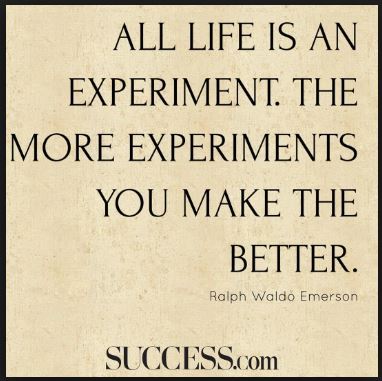 ALL LIFE IS AN
EXPERIMENT. THE
MORE EXPERIMENTS
YOU MAKE THE
BETTER.
Ralph Waldo Emerson
SUCCESS.com